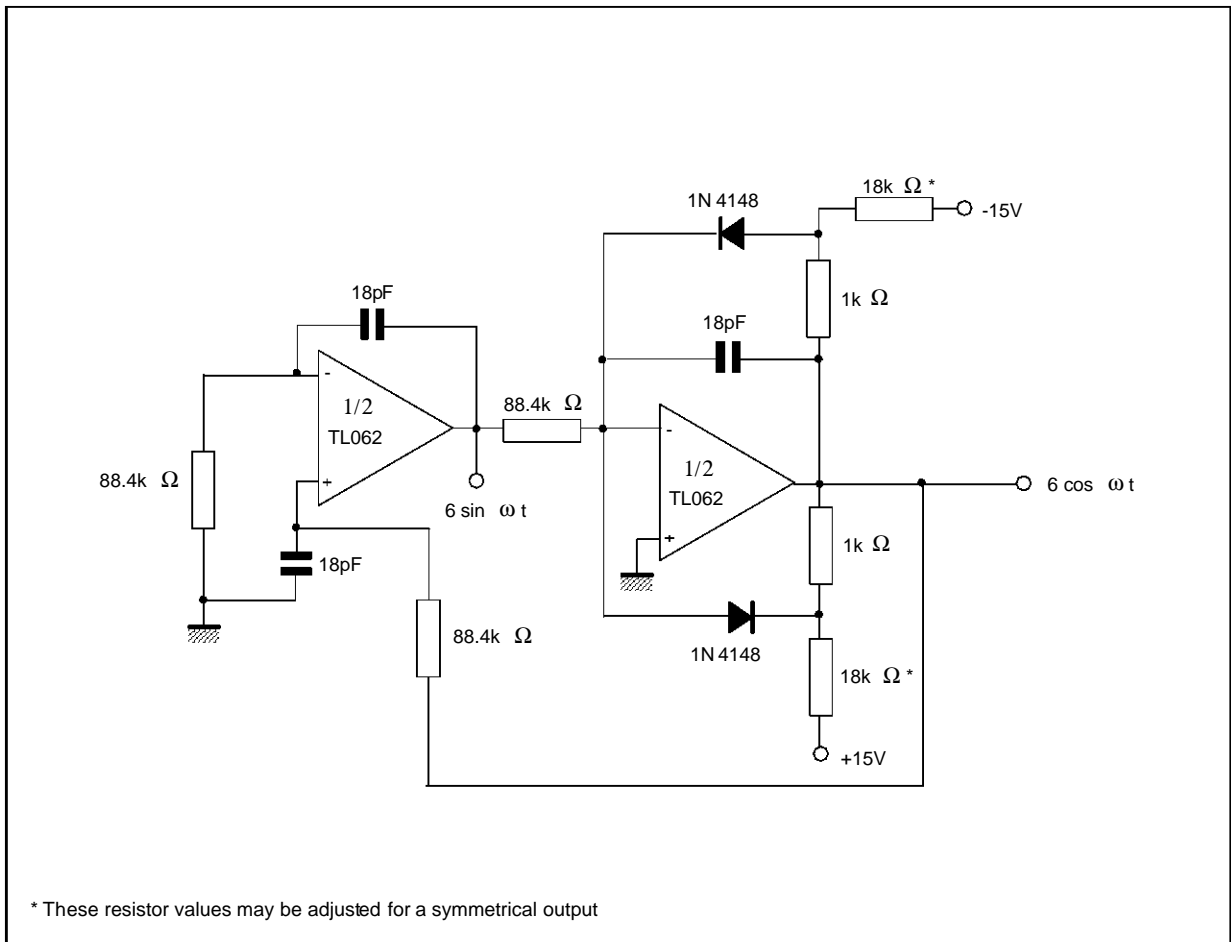 18k Ω *
1N 4148
-15V
18pF
1k Ω
18pF
-
88.4k Ω
1/2
TL062
-
88.4k Ω
1/2
TL062
+
6 sin ω t
6 cos ω t
+
18pF
1k Ω
88.4k Ω
1N 4148
18k Ω *
+15V
* These resistor values may be adjusted for a symmetrical output